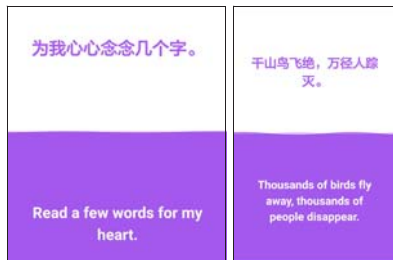 为我心心念念几个字。
Read a few words for my
heart.
千山鸟飞绝，万径人踪
灭。
Thousands of birds fly
away, thousands of
people disappear.